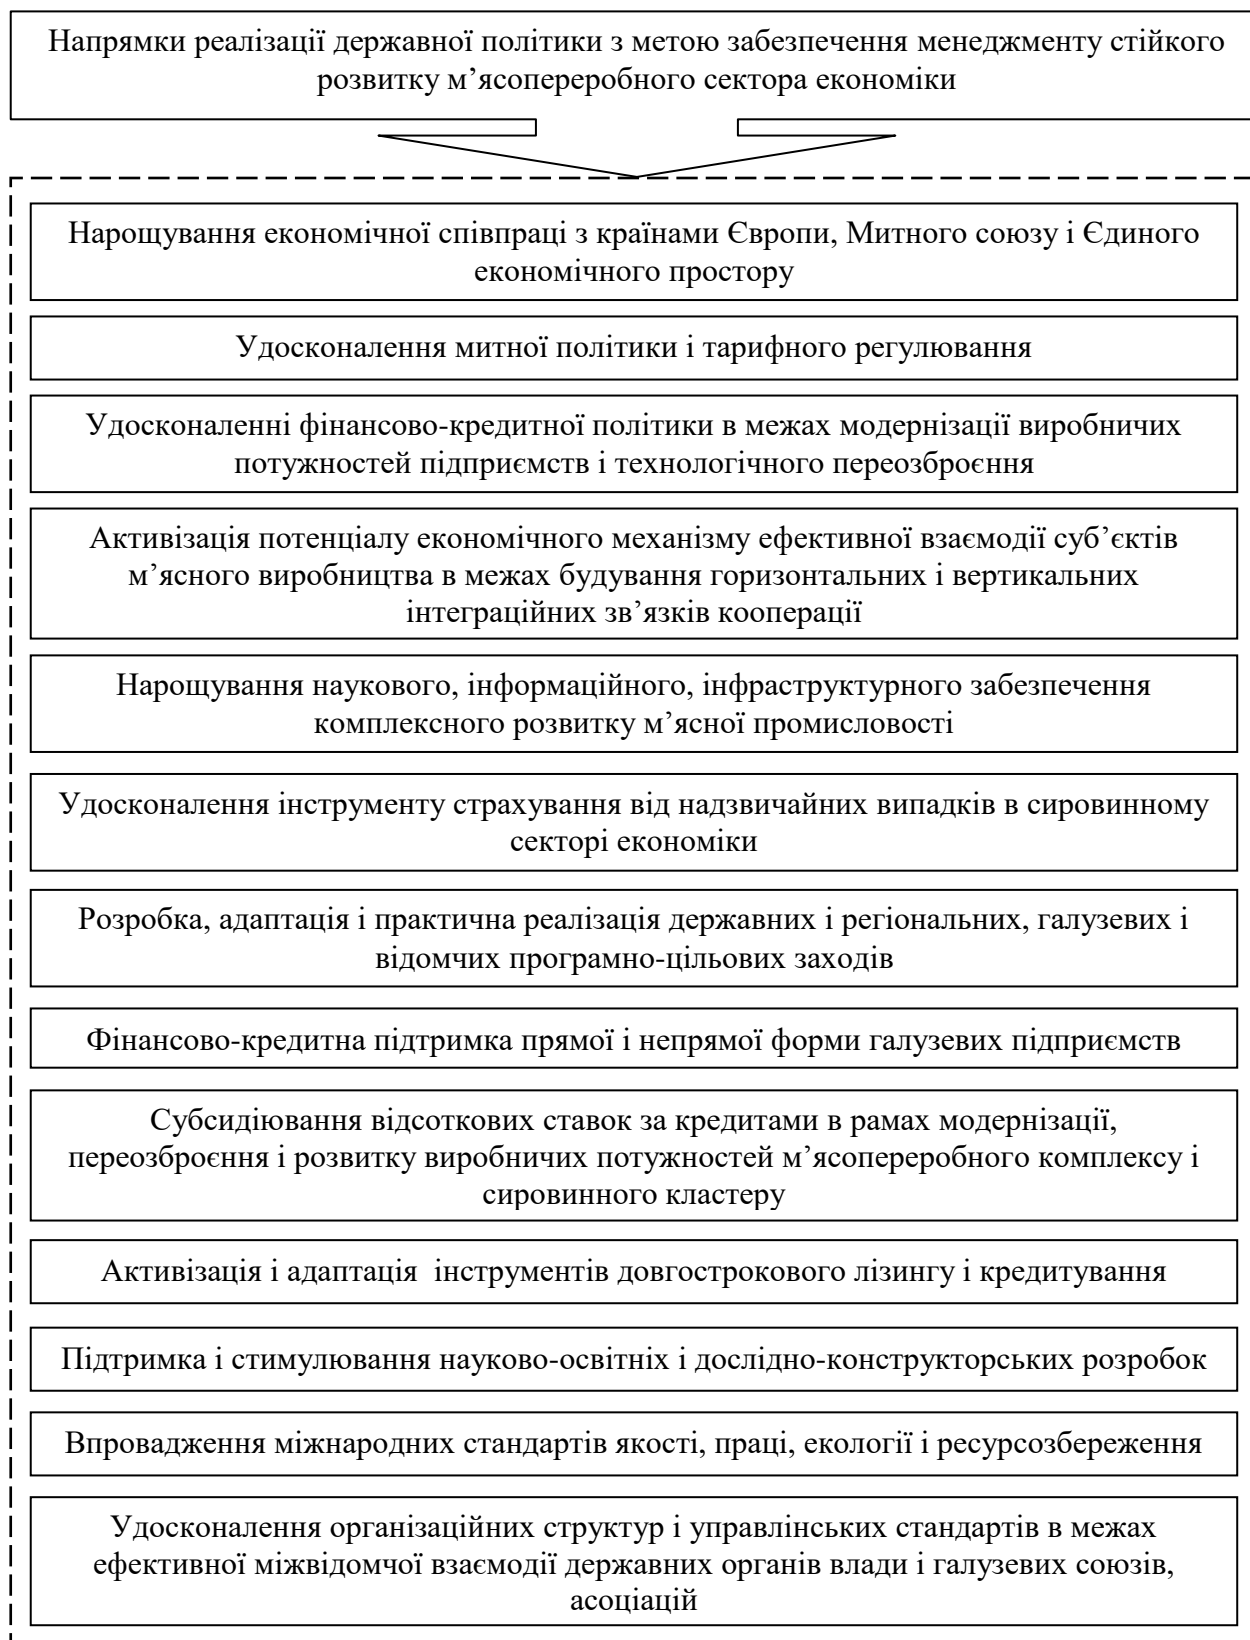 Напрямки реалізації державної політики з метою забезпечення менеджменту стійкого
розвитку м’ясопереробного сектора економіки
Нарощування економічної співпраці з країнами Європи, Митного союзу і Єдиного
економічного простору
Удосконалення митної політики і тарифного регулювання
Удосконаленні фінансово-кредитної політики в межах модернізації виробничих
потужностей підприємств і технологічного переозброєння
Активізація потенціалу економічного механізму ефективної взаємодії суб’єктів
м’ясного виробництва в межах будування горизонтальних і вертикальних
інтеграційних зв’язків кооперації
Нарощування наукового, інформаційного, інфраструктурного забезпечення
комплексного розвитку м’ясної промисловості
Удосконалення інструменту страхування від надзвичайних випадків в сировинному
секторі економіки
Розробка, адаптація і практична реалізація державних і регіональних, галузевих і
відомчих програмно-цільових заходів
Фінансово-кредитна підтримка прямої і непрямої форми галузевих підприємств
Субсидіювання відсоткових ставок за кредитами в рамах модернізації,
переозброєння і розвитку виробничих потужностей м’ясопереробного комплексу і
сировинного кластеру
Активізація і адаптація інструментів довгострокового лізингу і кредитування
Підтримка і стимулювання науково-освітніх і дослідно-конструкторських розробок
Впровадження міжнародних стандартів якості, праці, екології і ресурсозбереження
Удосконалення організаційних структур і управлінських стандартів в межах
ефективної міжвідомчої взаємодії державних органів влади і галузевих союзів,
асоціацій